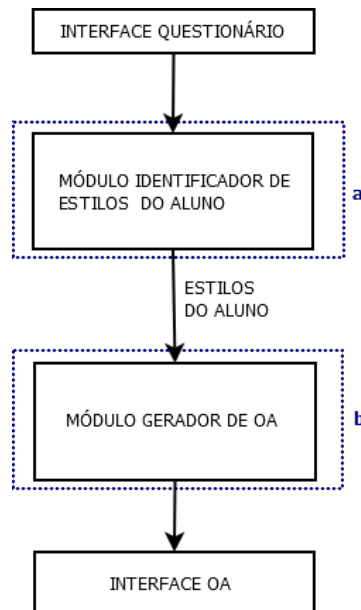 INTERFACE QUESTIONÁRIO
MÓDULO IDENTIFICADOR DE
ESTILOS DO ALUNO
a
ESTILOS
DO ALUNO
MÓDULO GERADOR DE OA
b
INTERFACE OA